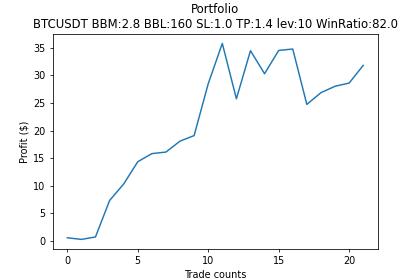 Portfolio
BTCUSDT BBM:2.8 BBL:160 SL:1.0 TP:1.4 lev:10 WinRatio:82.0
35
30
25
20
15
10
5
0
Profit ($)
0 5 10 15 20
Trade counts